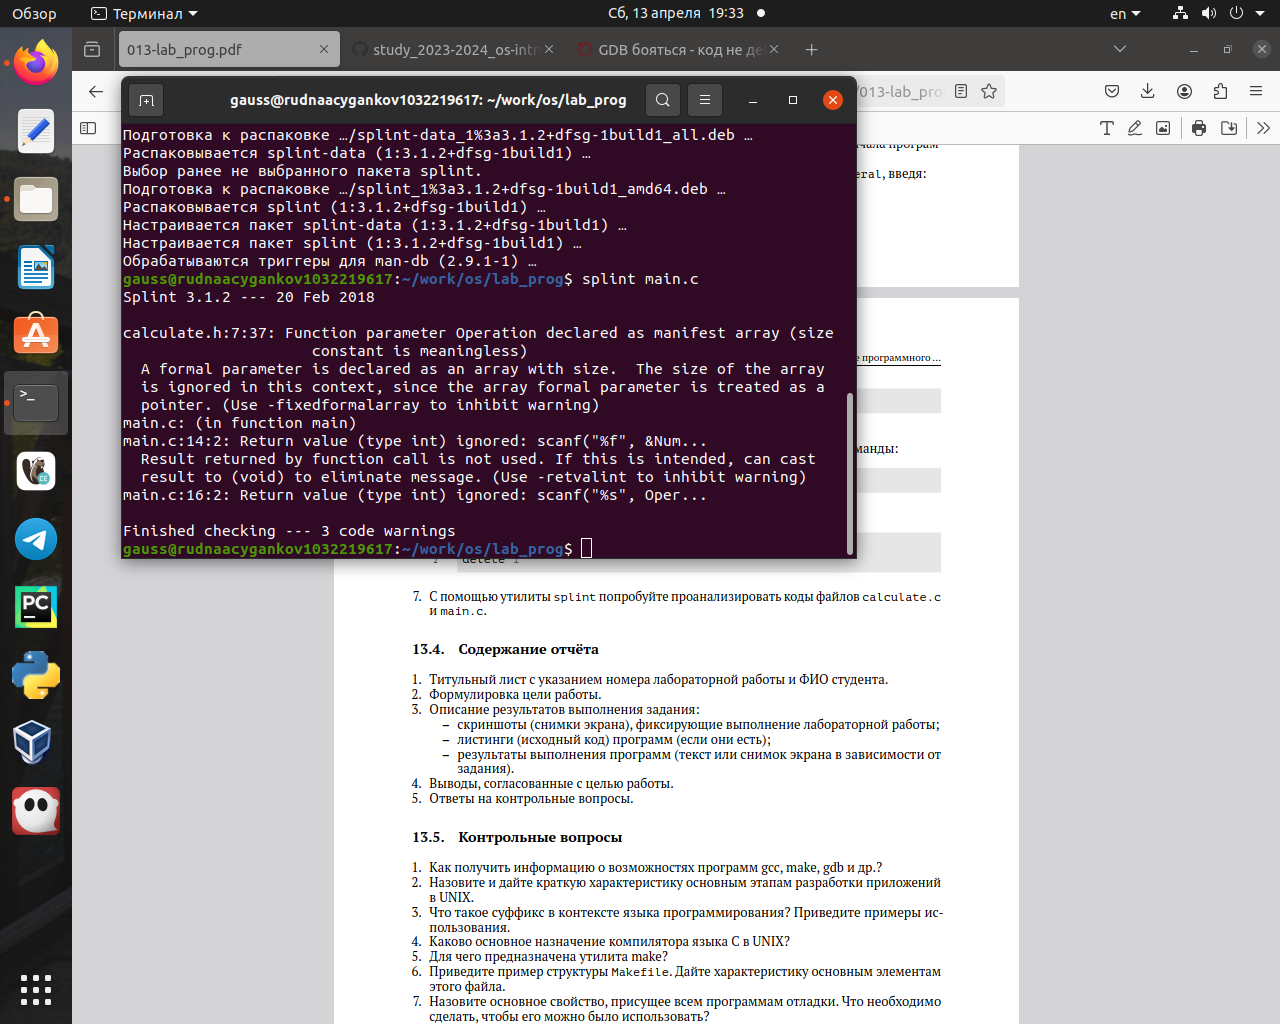 Обзор
Терминал
Сб, 13 апреля 19:33
en
013-lab_prog.pdf
study_2023-2024_os-intr
GDB бояться - код не де
/013-lab_pro
gauss@rudnaacygankov1032219617: ~/work/os/lab_prog
Подготовка к распаковке …/splint-data_1%3a3.1.2+dfsg-1build1_all.deb …
Распаковывается splint-data (1:3.1.2+dfsg-1build1) …
Выбор ранее не выбранного пакета splint.
Подготовка к распаковке …/splint_1%3a3.1.2+dfsg-1build1_amd64.deb …
Распаковывается splint (1:3.1.2+dfsg-1build1) …
Настраивается пакет splint-data (1:3.1.2+dfsg-1build1) …
Настраивается пакет splint (1:3.1.2+dfsg-1build1) …
Обрабатываются триггеры для man-db (2.9.1-1) …
gauss@rudnaacygankov1032219617:~/work/os/lab_prog$ splint main.c
Splint 3.1.2 --- 20 Feb 2018
calculate.h:7:37: Function parameter Operation declared as manifest array (size
constant is meaningless)
A formal parameter is declared as an array with size.  The size of the array
is ignored in this context, since the array formal parameter is treated as a
pointer. (Use -fixedformalarray to inhibit warning)
main.c: (in function main)
main.c:14:2: Return value (type int) ignored: scanf("%f", &Num...
Result returned by function call is not used. If this is intended, can cast
result to (void) to eliminate message. (Use -retvalint to inhibit warning)
main.c:16:2: Return value (type int) ignored: scanf("%s", Oper...
Finished checking --- 3 code warnings
gauss@rudnaacygankov1032219617:~/work/os/lab_prog$
eral, введя:
е программного …
манды:
7. С помощью утилиты splint попробуйте проанализировать коды файлов calculate.c
и main.c.
13.4. Содержание отчёта
1. Титульный лист с указанием номера лабораторной работы и ФИО студента.
2. Формулировка цели работы.
3. Описание результатов выполнения задания:
– скриншоты (снимки экрана), фиксирующие выполнение лабораторной работы;
– листинги (исходный код) программ (если они есть);
– результаты выполнения программ (текст или снимок экрана в зависимости от
задания).
4. Выводы, согласованные с целью работы.
5. Ответы на контрольные вопросы.
13.5. Контрольные вопросы
1. Как получить информацию о возможностях программ gcc, make, gdb и др.?
2. Назовите и дайте краткую характеристику основным этапам разработки приложений
в UNIX.
3. Что такое суффикс в контексте языка программирования? Приведите примеры ис-
пользования.
4. Каково основное назначение компилятора языка С в UNIX?
5. Для чего предназначена утилита make?
6. Приведите пример структуры Makefile. Дайте характеристику основным элементам
этого файла.
7. Назовите основное свойство, присущее всем программам отладки. Что необходимо
сделать, чтобы его можно было использовать?